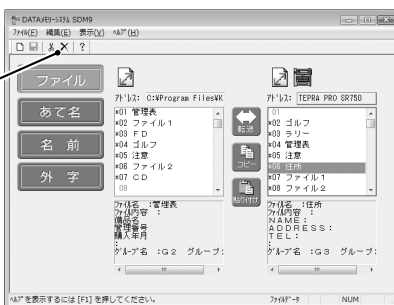 DATAメモリーシステム SDM9
ファイル(F) 編集(E) 表示(V) ヘルプ(H)
ファイル
あて名
名 前
外 字
アドレス: C:¥Program Files¥K
*01 管理表
*02 ファイル1
*03 FD
*04 ゴルフ
*05 注意
*06 ファイル2
*07 CD
08
ファイル名 :管理表
ファイル内容 :
備品名
管理番号
購入年月
:
グループ名 :G2 グループ:
転送
コピー
貼り付け
アドレス: TEPRA PRO SR750
01
*02 ゴルフ
*03 ラリー
*04 管理表
*05 注意
*06 住所
*07 ファイル1
*08 ファイル2
ファイル名 :住所
ファイル内容 :
NAME:
ADDRESS:
TEL:
:
グループ名 :G3 グループ:
ヘルプを表示するには [F1] を押してください。
ファイルデータ
NUM